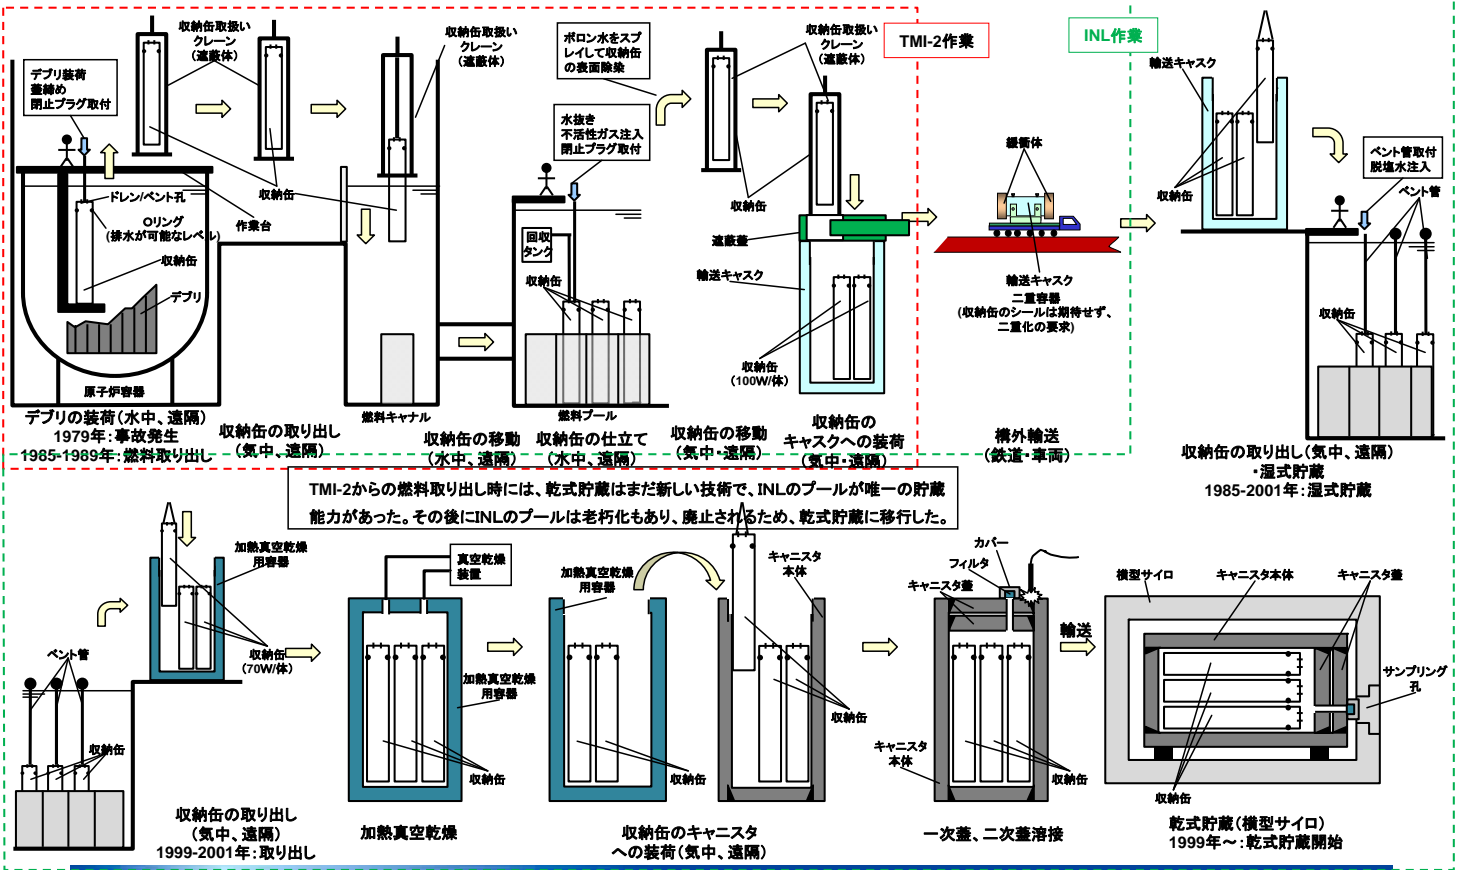 収納缶取扱い
クレーン
(遮蔽体)
デブリ装荷
蓋締め
閉止プラグ取付
収納缶
ドレン/ベント孔
Oリング
(排水が可能なレベル)
作業台
収納缶
デブリ
原子炉容器
デブリの装荷(水中、遠隔)
1979年：事故発生
1985-1989年：燃料取り出し
収納缶の取り出し
(気中、遠隔)
収納缶取扱い
クレーン
(遮蔽体)
燃料キャナル
収納缶の移動
(水中、遠隔)
ボロン水をスプ
レイして収納缶
の表面除染
水抜き
不活性ガス注入
閉止プラグ取付
回収
タンク
収納缶
燃料プール
収納缶の仕立て
(水中、遠隔)
収納缶取扱い
クレーン
(遮蔽体)
収納缶
遮蔽蓋
輸送キャスク
収納缶
(100W/体)
収納缶の移動
(気中・遠隔)
収納缶の
キャスクへの装荷
(気中・遠隔)
TMI-2作業
INL作業
緩衝体
輸送キャスク
二重容器
(収納缶のシールは期待せず、
二重化の要求)
構外輸送
(鉄道・車両)
輸送キャスク
収納缶
ベント管取付
脱塩水注入
ベント管
収納缶
収納缶の取り出し(気中、遠隔)
・湿式貯蔵
1985-2001年：湿式貯蔵
TMI-2からの燃料取り出し時には、乾式貯蔵はまだ新しい技術で、INLのプールが唯一の貯蔵
能力があった。その後にINLのプールは老朽化もあり、廃止されるため、乾式貯蔵に移行した。
加熱真空乾燥
用容器
ベント管
収納缶
収納缶
(70W/体)
収納缶の取り出し
(気中、遠隔)
1999-2001年：取り出し
真空乾燥
装置
加熱真空乾燥
用容器
収納缶
加熱真空乾燥
加熱真空乾燥
用容器
キャニスタ
本体
収納缶
収納缶
収納缶のキャニスタ
への装荷(気中、遠隔)
カバー
フィルタ
キャニスタ蓋
キャニスタ
本体
収納缶
一次蓋、二次蓋溶接
輸送
横型サイロ
キャニスタ本体
キャニスタ蓋
サンプリング
孔
収納缶
乾式貯蔵(横型サイロ)
1999年～：乾式貯蔵開始